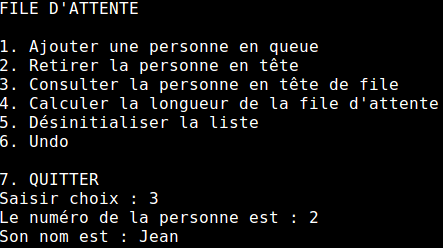 FILE D'ATTENTE
1. Ajouter une personne en queue
2. Retirer la personne en tête
3. Consulter la personne en tête de file
4. Calculer la longueur de la file d'attente
5. Désinitialiser la liste
6. Undo
7. QUITTER
Saisir choix : 3
Le numéro de la personne est : 2
Son nom est : Jean